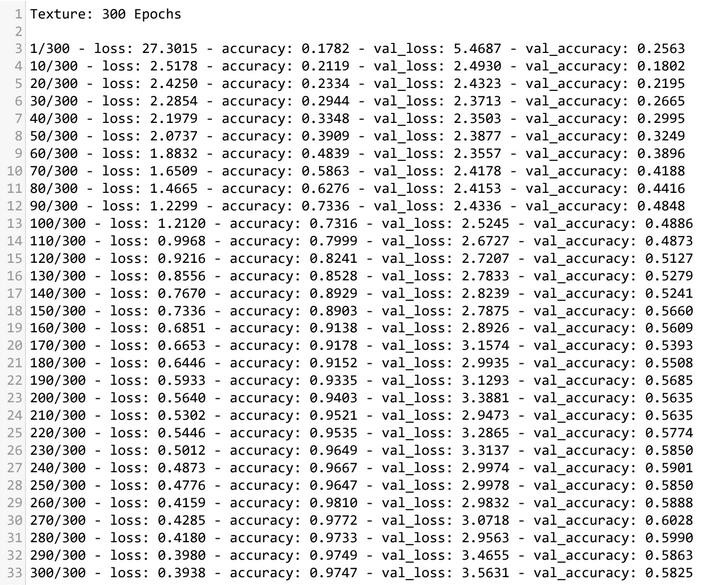 1 Texture: 300 Epochs
2
3 1/300 - loss: 27.3015 - accuracy: 0.1782 - val_loss: 5.4687 - val_accuracy: 0.2563
4 10/300 - loss: 2.5178 - accuracy: 0.2119 - val_loss: 2.4930 - val_accuracy: 0.1802
5 20/300 - loss: 2.4250 - accuracy: 0.2334 - val_loss: 2.4323 - val_accuracy: 0.2195
6 30/300 - loss: 2.2854 - accuracy: 0.2944 - val_loss: 2.3713 - val_accuracy: 0.2665
7 40/300 - loss: 2.1979 - accuracy: 0.3348 - val_loss: 2.3503 - val_accuracy: 0.2995
8 50/300 - loss: 2.0737 - accuracy: 0.3909 - val_loss: 2.3877 - val_accuracy: 0.3249
9 60/300 - loss: 1.8832 - accuracy: 0.4839 - val_loss: 2.3557 - val_accuracy: 0.3896
10 70/300 - loss: 1.6509 - accuracy: 0.5863 - val_loss: 2.4178 - val_accuracy: 0.4188
11 80/300 - loss: 1.4665 - accuracy: 0.6276 - val_loss: 2.4153 - val_accuracy: 0.4416
12 90/300 - loss: 1.2299 - accuracy: 0.7336 - val_loss: 2.4336 - val_accuracy: 0.4848
13 100/300 - loss: 1.2120 - accuracy: 0.7316 - val_loss: 2.5245 - val_accuracy: 0.4886
14 110/300 - loss: 0.9968 - accuracy: 0.7999 - val_loss: 2.6727 - val_accuracy: 0.4873
15 120/300 - loss: 0.9216 - accuracy: 0.8241 - val_loss: 2.7207 - val_accuracy: 0.5127
16 130/300 - loss: 0.8556 - accuracy: 0.8528 - val_loss: 2.7833 - val_accuracy: 0.5279
17 140/300 - loss: 0.7670 - accuracy: 0.8929 - val_loss: 2.8239 - val_accuracy: 0.5241
18 150/300 - loss: 0.7336 - accuracy: 0.8903 - val_loss: 2.7875 - val_accuracy: 0.5660
19 160/300 - loss: 0.6851 - accuracy: 0.9138 - val_loss: 2.8926 - val_accuracy: 0.5609
20 170/300 - loss: 0.6653 - accuracy: 0.9178 - val_loss: 3.1574 - val_accuracy: 0.5393
21 180/300 - loss: 0.6446 - accuracy: 0.9152 - val_loss: 2.9935 - val_accuracy: 0.5508
22 190/300 - loss: 0.5933 - accuracy: 0.9335 - val_loss: 3.1293 - val_accuracy: 0.5685
23 200/300 - loss: 0.5640 - accuracy: 0.9403 - val_loss: 3.3881 - val_accuracy: 0.5635
24 210/300 - loss: 0.5302 - accuracy: 0.9521 - val_loss: 2.9473 - val_accuracy: 0.5635
25 220/300 - loss: 0.5446 - accuracy: 0.9535 - val_loss: 3.2865 - val_accuracy: 0.5774
26 230/300 - loss: 0.5012 - accuracy: 0.9649 - val_loss: 3.3137 - val_accuracy: 0.5850
27 240/300 - loss: 0.4873 - accuracy: 0.9667 - val_loss: 2.9974 - val_accuracy: 0.5901
28 250/300 - loss: 0.4776 - accuracy: 0.9647 - val_loss: 2.9978 - val_accuracy: 0.5850
29 260/300 - loss: 0.4159 - accuracy: 0.9810 - val_loss: 2.9832 - val_accuracy: 0.5888
30 270/300 - loss: 0.4285 - accuracy: 0.9772 - val_loss: 3.0718 - val_accuracy: 0.6028
31 280/300 - loss: 0.4180 - accuracy: 0.9733 - val_loss: 2.9563 - val_accuracy: 0.5990
32 290/300 - loss: 0.3980 - accuracy: 0.9749 - val_loss: 3.4655 - val_accuracy: 0.5863
33 300/300 - loss: 0.3938 - accuracy: 0.9747 - val_loss: 3.5631 - val_accuracy: 0.5825